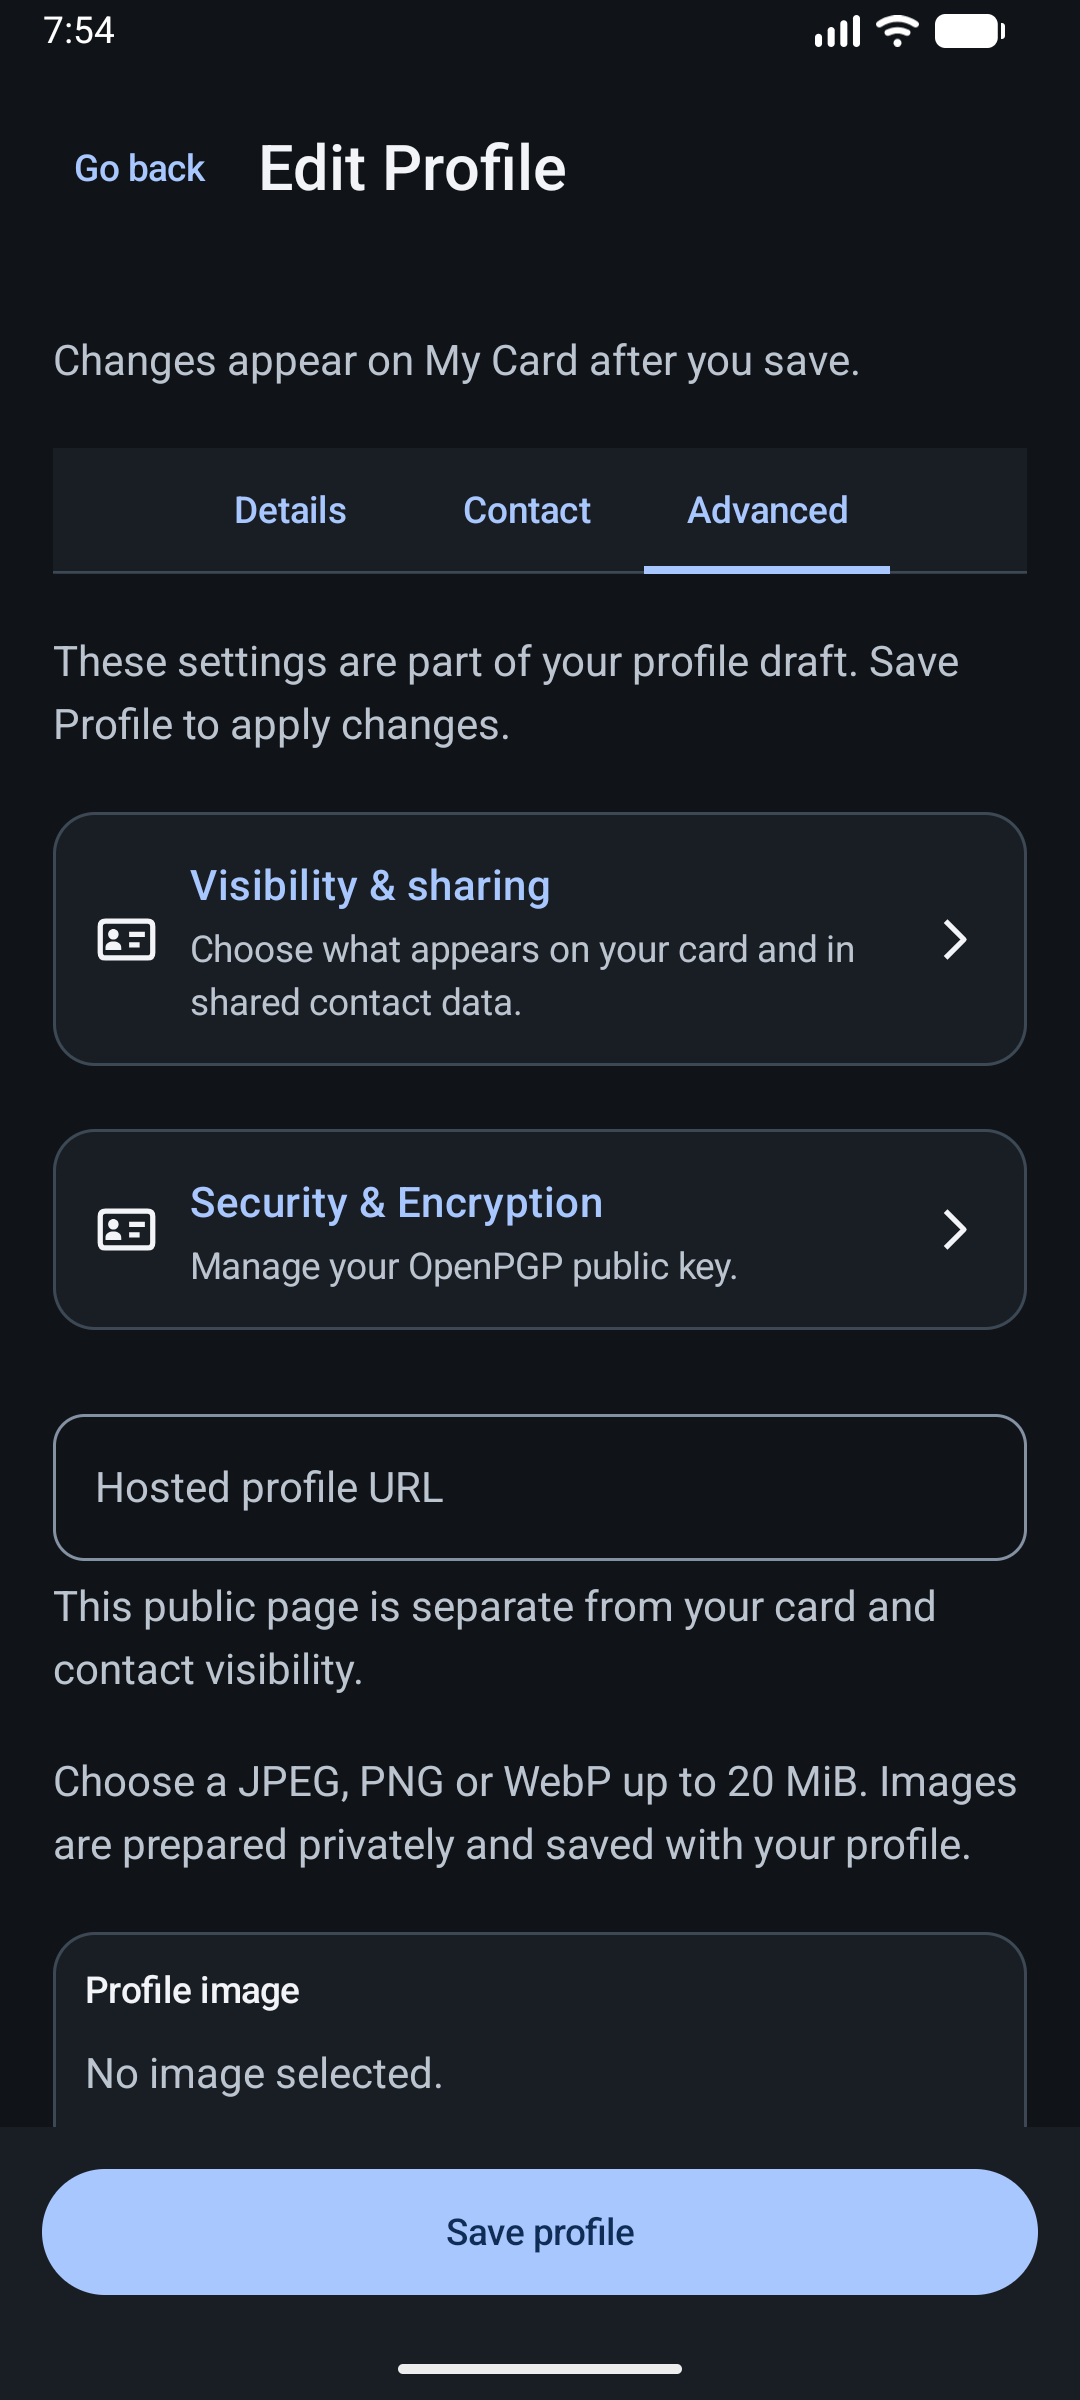 7:54
Go back
Edit Profile
Changes appear on My Card after you save.
Details
Contact
Advanced
These settings are part of your profile draft. Save
Profile to apply changes.
Visibility & sharing
Choose what appears on your card and in
shared contact data.
Security & Encryption
Manage your OpenPGP public key.
Hosted profile URL
This public page is separate from your card and
contact visibility.
Choose a JPEG, PNG or WebP up to 20 MiB. Images
are prepared privately and saved with your profile.
Profile image
No image selected.
Save profile